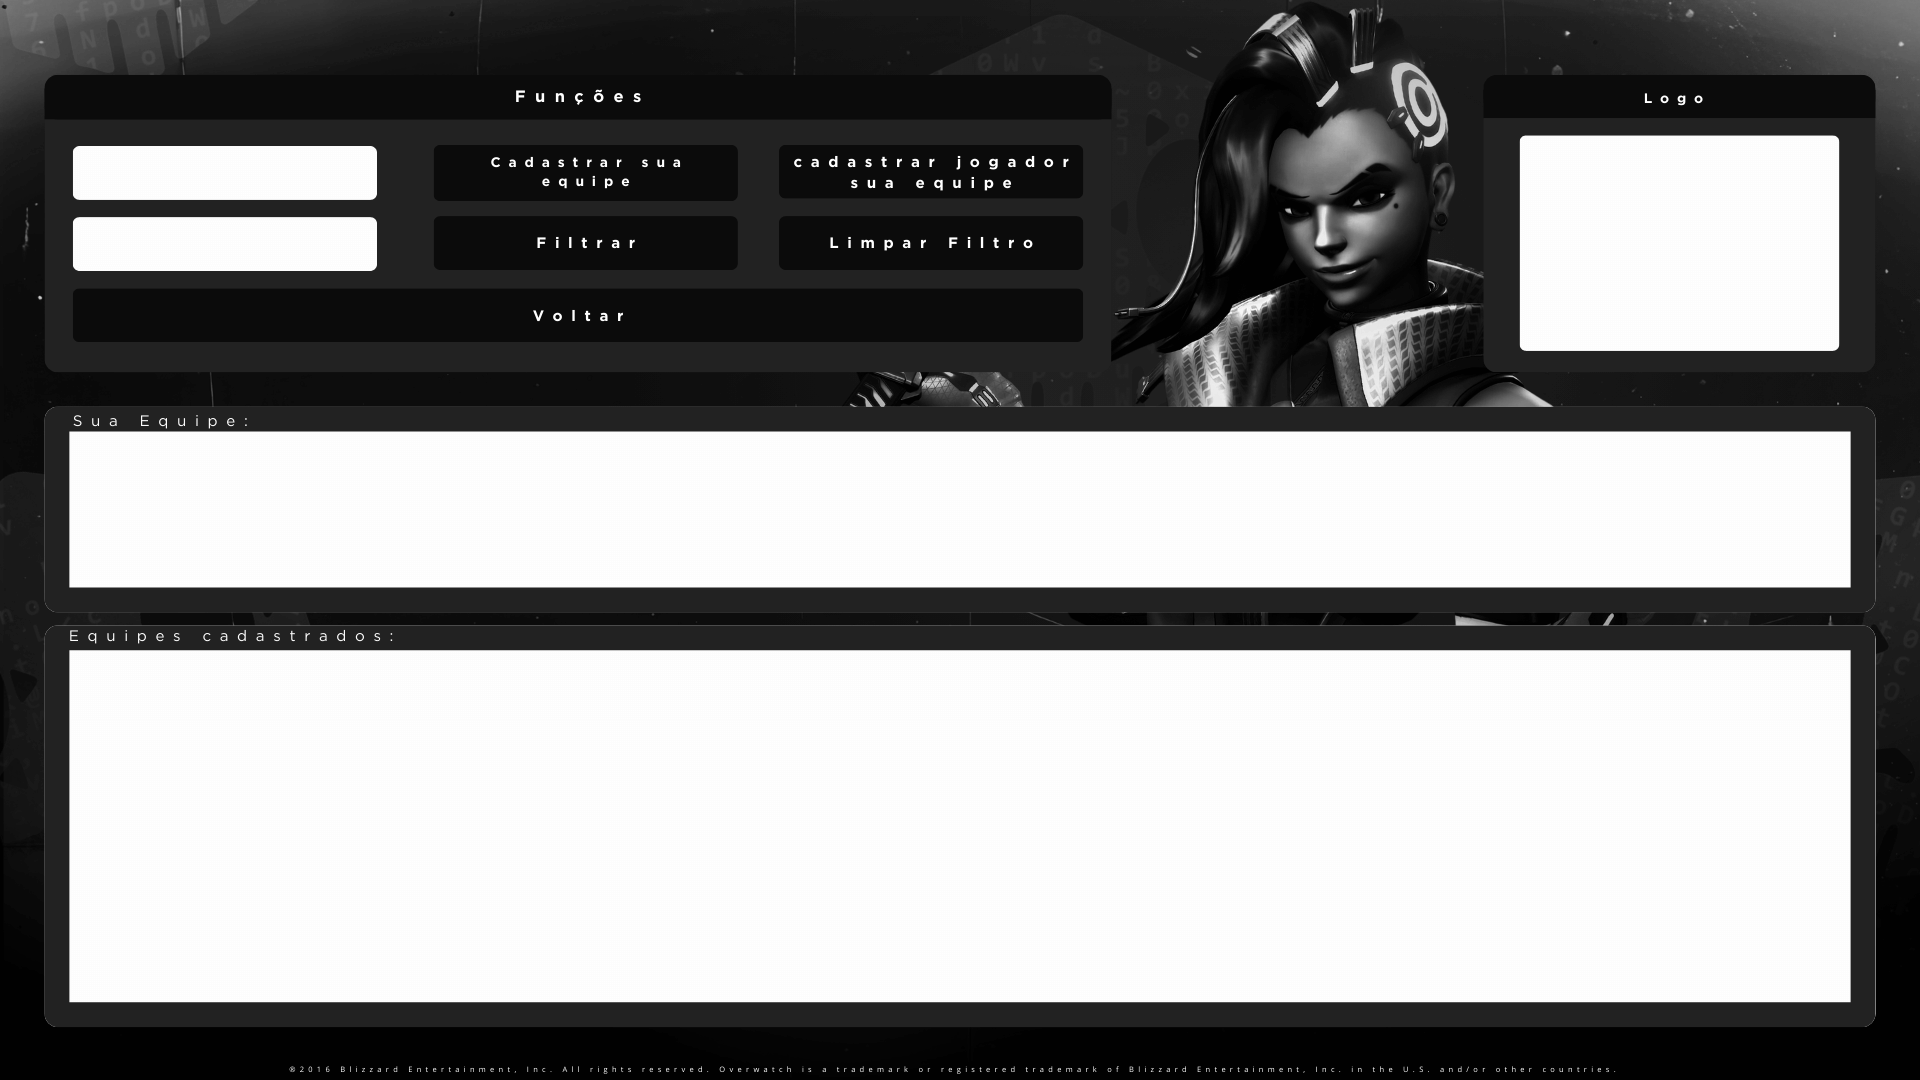 Funções
Logo
Cadastrar sua
equipe
cadastrar jogador
sua equipe
Filtrar
Limpar Filtro
Voltar
Sua Equipe:
Equipes cadastrados:
©2016 Blizzard Entertainment, Inc. All rights reserved. Overwatch is a trademark or registered trademark of Blizzard Entertainment, Inc. in the U.S. and/or other countries.